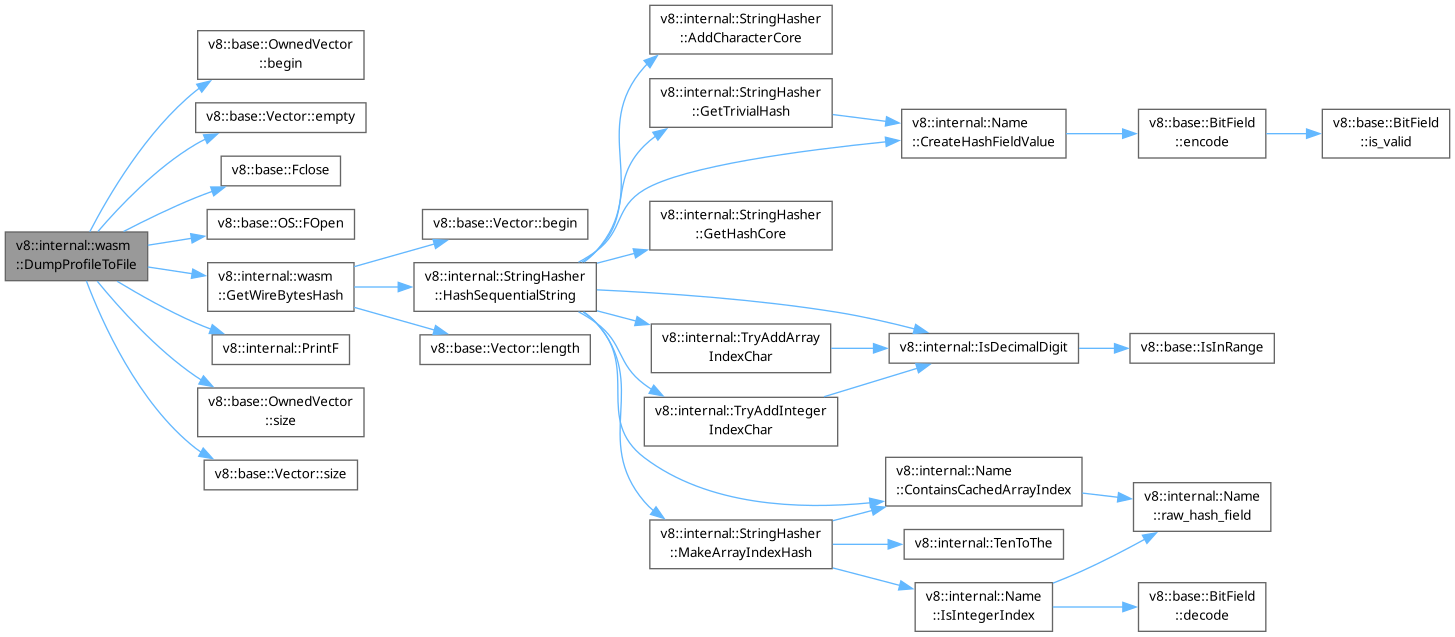 v8::internal::wasm
::DumpProfileToFile
v8::base::OwnedVector
::begin
v8::base::Vector::empty
v8::base::Fclose
v8::base::OS::FOpen
v8::internal::wasm
::GetWireBytesHash
v8::internal::PrintF
v8::base::OwnedVector
::size
v8::base::Vector::size
v8::base::Vector::begin
v8::internal::StringHasher
::HashSequentialString
v8::base::Vector::length
v8::internal::StringHasher
::AddCharacterCore
v8::internal::StringHasher
::GetTrivialHash
v8::internal::StringHasher
::GetHashCore
v8::internal::TryAddArray
IndexChar
v8::internal::TryAddInteger
IndexChar
v8::internal::StringHasher
::MakeArrayIndexHash
v8::internal::Name
::CreateHashFieldValue
v8::internal::IsDecimalDigit
v8::internal::Name
::ContainsCachedArrayIndex
v8::internal::TenToThe
v8::internal::Name
::IsIntegerIndex
v8::base::BitField
::encode
v8::base::IsInRange
v8::internal::Name
::raw_hash_field
v8::base::BitField
::decode
v8::base::BitField
::is_valid